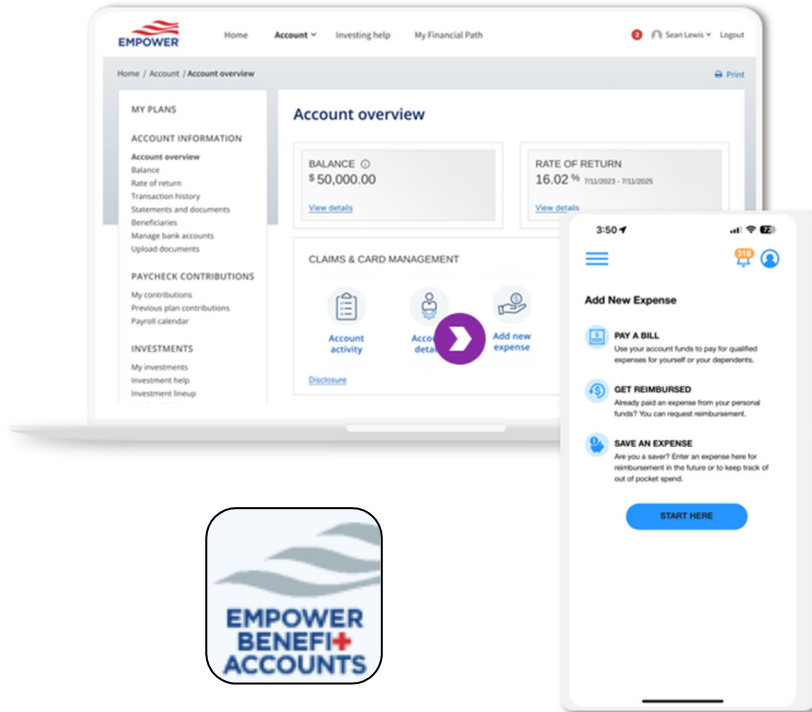 EMPOWER
Home Account Investing help My Financial Path 3 Sean Lewis Logout
Home / Account / Account overview Print
MY PLANS
ACCOUNT INFORMATION
Account overview
Balance
Rate of return
Transaction history
Statements and documents
Beneficiaries
Manage bank accounts
Upload documents
PAYCHECK CONTRIBUTIONS
My contributions
Previous plan contributions
Payroll calendar
INVESTMENTS
My investments
Investment help
Investment lineup
Account overview
BALANCE
$ 50,000.00
View details
RATE OF RETURN
16.02 % 7/11/2023 - 7/11/2025
View details
CLAIMS & CARD MANAGEMENT
Account
activity
Add new
expense
Disclosure
3:50 72
318
Add New Expense
PAY A BILL
Use your account funds to pay for qualified
expenses for yourself or your dependents.
GET REIMBURSED
Already paid an expense from your personal
funds? You can request reimbursement.
SAVE AN EXPENSE
Are you a saver? Enter an expense here for
reimbursement in the future or to keep track of
out of pocket spend.
START HERE
EMPOWER
BENEFI+
ACCOUNTS